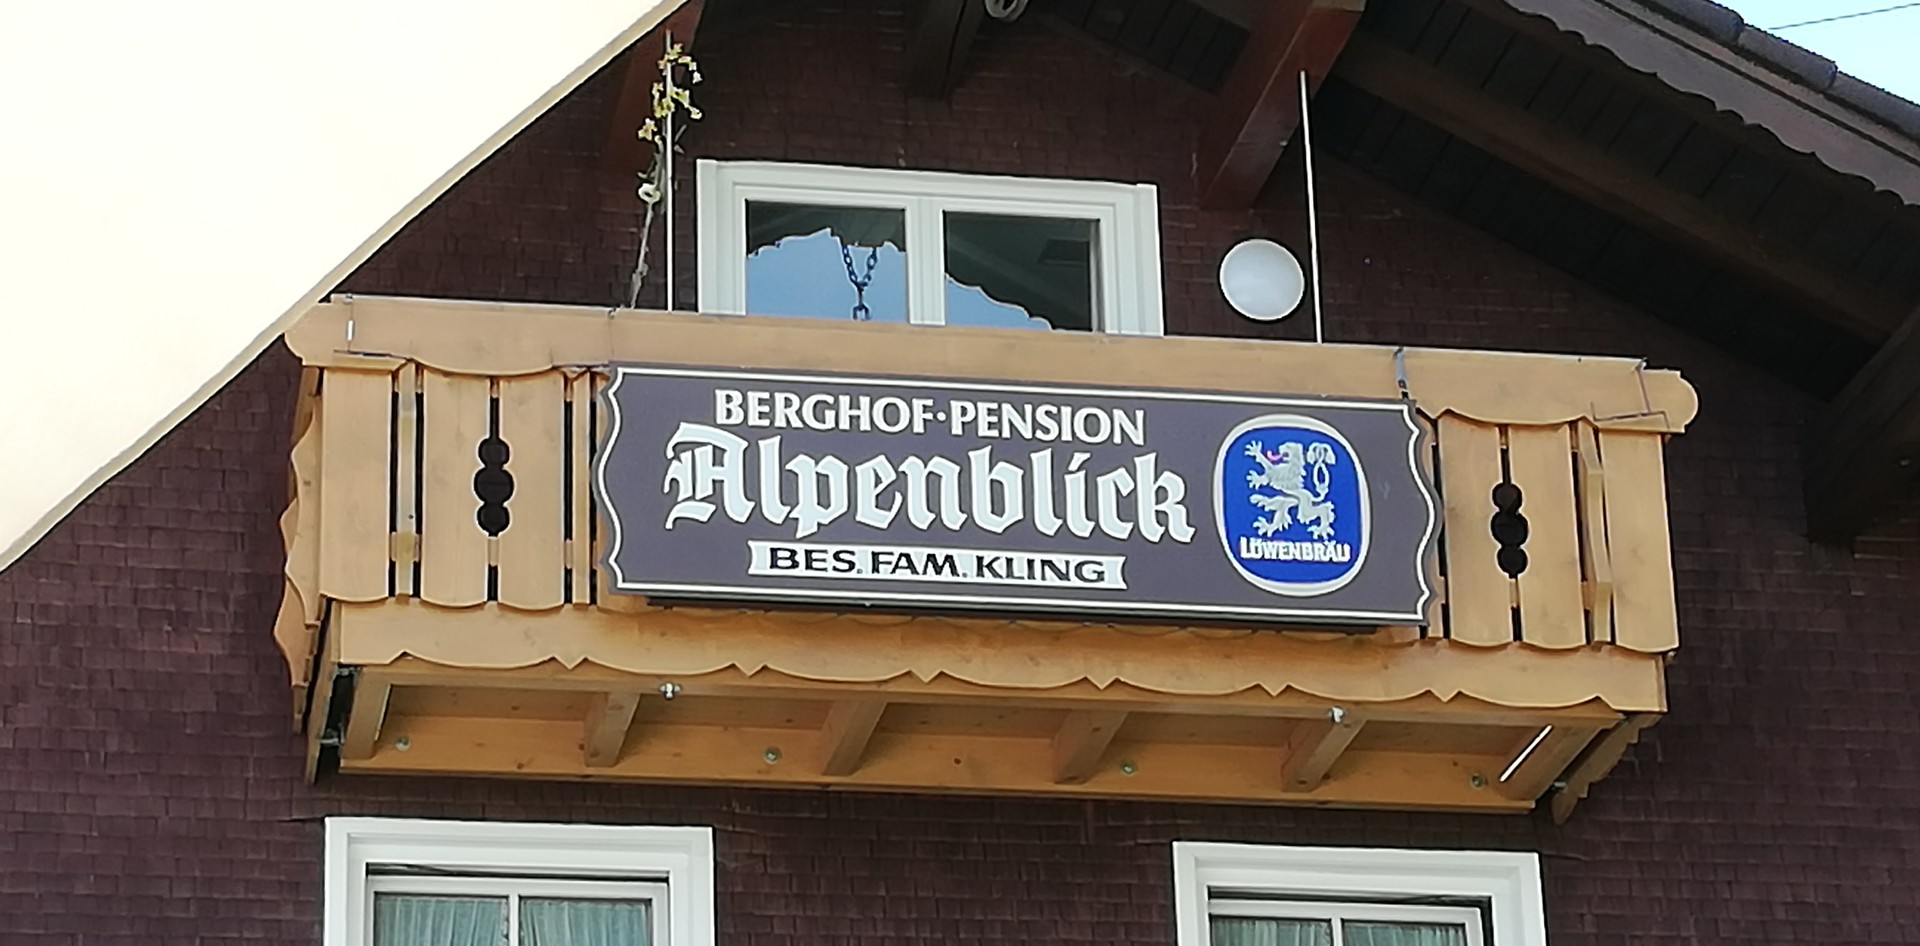 BERGHOF·PENSION
Alpenblick
BES. FAM. KLING
LÖWENBRÄU